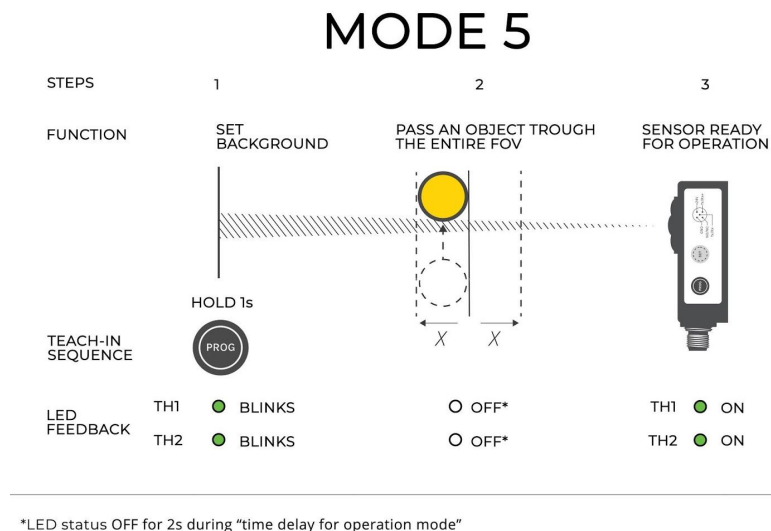 MODE 5
STEPS 1 2 3
FUNCTION
SET
BACKGROUND
PASS AN OBJECT TROUGH
THE ENTIRE FOV
SENSOR READY
FOR OPERATION
HOLD 1s
X X
TEACH-IN
SEQUENCE
PROG
LED
FEEDBACK
TH1 BLINKS OFF* TH1 ON
TH2 BLINKS OFF* TH2 ON
*LED status OFF for 2s during “time delay for operation mode”